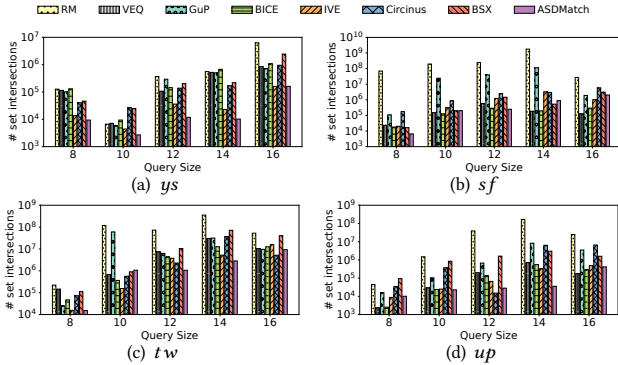 RM VEQ GuP BICE IVE Circinus BSX ASDMatch
# set intersections
10^7
10^6
10^5
10^4
10^3
8 10 12 14 16
Query Size
(a) ys
# set intersections
10^10
10^9
10^8
10^7
10^6
10^5
10^4
10^3
8 10 12 14 16
Query Size
(b) sf
# set intersections
10^9
10^8
10^7
10^6
10^5
10^4
8 10 12 14 16
Query Size
(c) tw
# set intersections
10^9
10^8
10^7
10^6
10^5
10^4
10^3
8 10 12 14 16
Query Size
(d) up